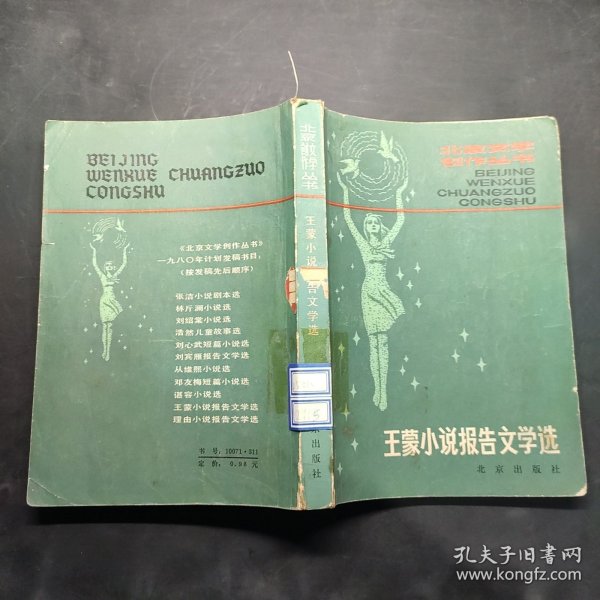 BEIJING
WENXUE CHUANGZUO
CONGSHU
《北京文学创作丛书》
一九八〇年计划发稿书目:
(按发稿先后顺序)
张洁小说剧本选
林斤澜小说选
刘绍棠小说选
浩然儿童故事选
刘心武短篇小说选
刘宾雁报告文学选
从维熙小说选
邓友梅短篇小说选
谌容小说选
王蒙小说报告文学选
理由小说报告文学选
书号:10071·311
定价:0.98元
北京文学创作丛书
王蒙小说报告文学选
京出版社
北京文学
创作丛书
BEIJING
WENXUE
CHUANGZUO
CONGSHU
王蒙小说报告文学选
北京出版社
孔夫子旧书网
www.kongfz.com